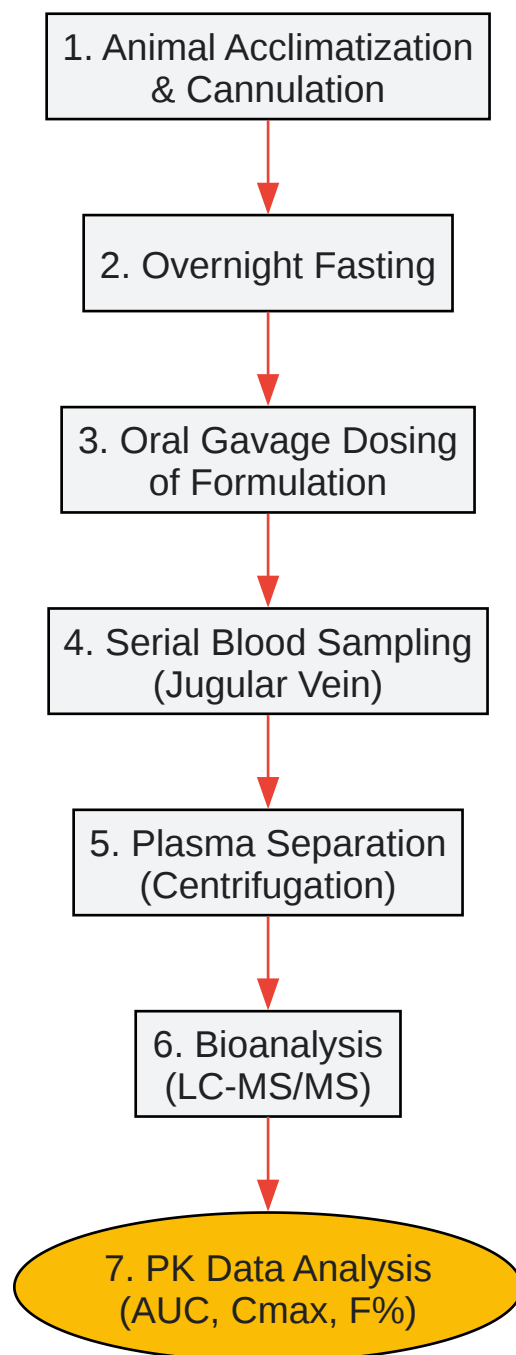 1. Animal Acclimatization
& Cannulation
2. Overnight Fasting
3. Oral Gavage Dosing
of Formulation
4. Serial Blood Sampling
(Jugular Vein)
5. Plasma Separation
(Centrifugation)
6. Bioanalysis
(LC-MS/MS)
7. PK Data Analysis
(AUC, Cmax, F%)